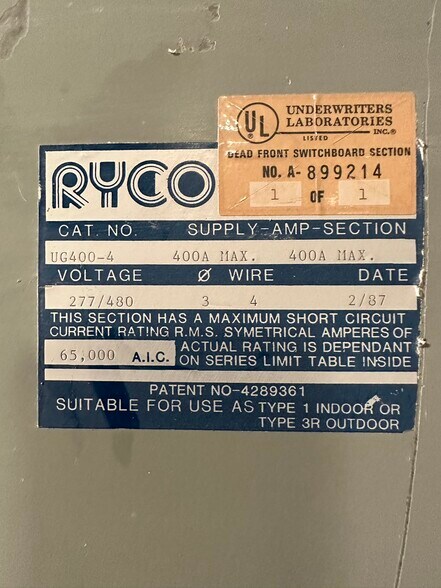 UL
®
UNDERWRITERS
LABORATORIES
INC.®
LISTED
DEAD FRONT SWITCHBOARD SECTION
NO. A-899214
1 OF 1
RYCO
CAT. NO. SUPPLY-AMP-SECTION
UG400-4 400A MAX. 400A MAX.
VOLTAGE Ø WIRE DATE
277/480 3 4 2/87
THIS SECTION HAS A MAXIMUM SHORT CIRCUIT
CURRENT RATING R.M.S. SYMETRICAL AMPERES OF
65,000 A.I.C. ACTUAL RATING IS DEPENDANT
ON SERIES LIMIT TABLE INSIDE
PATENT NO-4289361
SUITABLE FOR USE AS TYPE 1 INDOOR OR
TYPE 3R OUTDOOR